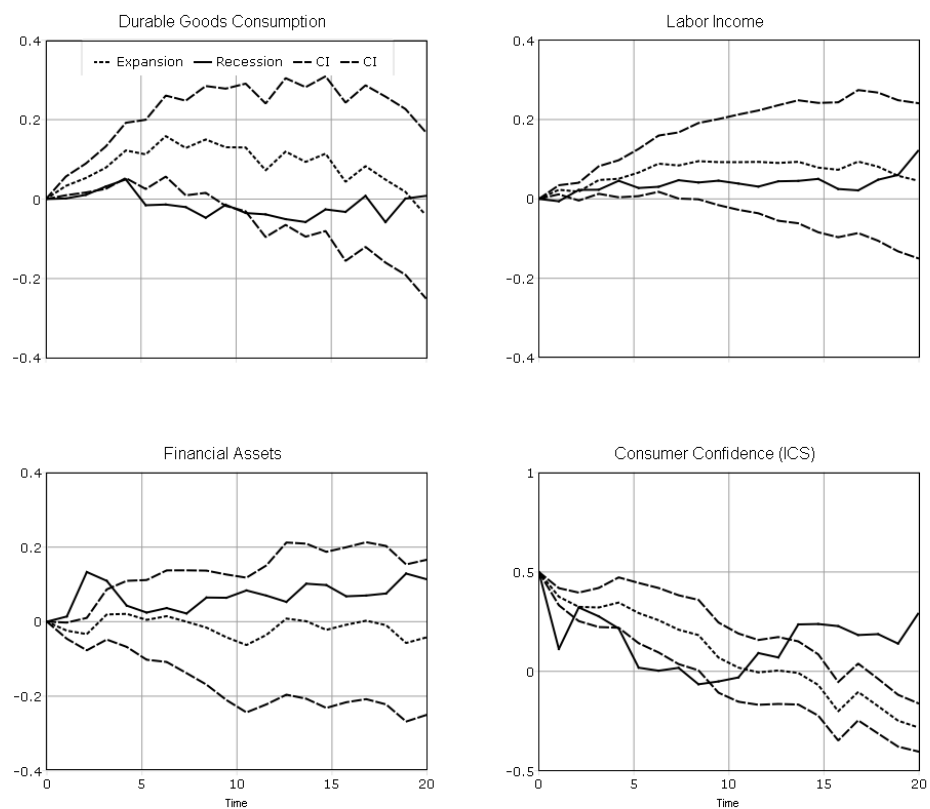 Durable Goods Consumption
0.4
0.2
0
-0.2
-0.4
Expansion Recession CI CI
Labor Income
0.4
0.2
0
-0.2
-0.4
Financial Assets
0.4
0.2
0
-0.2
-0.4
0 5 10 15 20
Time
Consumer Confidence (ICS)
1
0.5
0
-0.5
0 5 10 15 20
Time